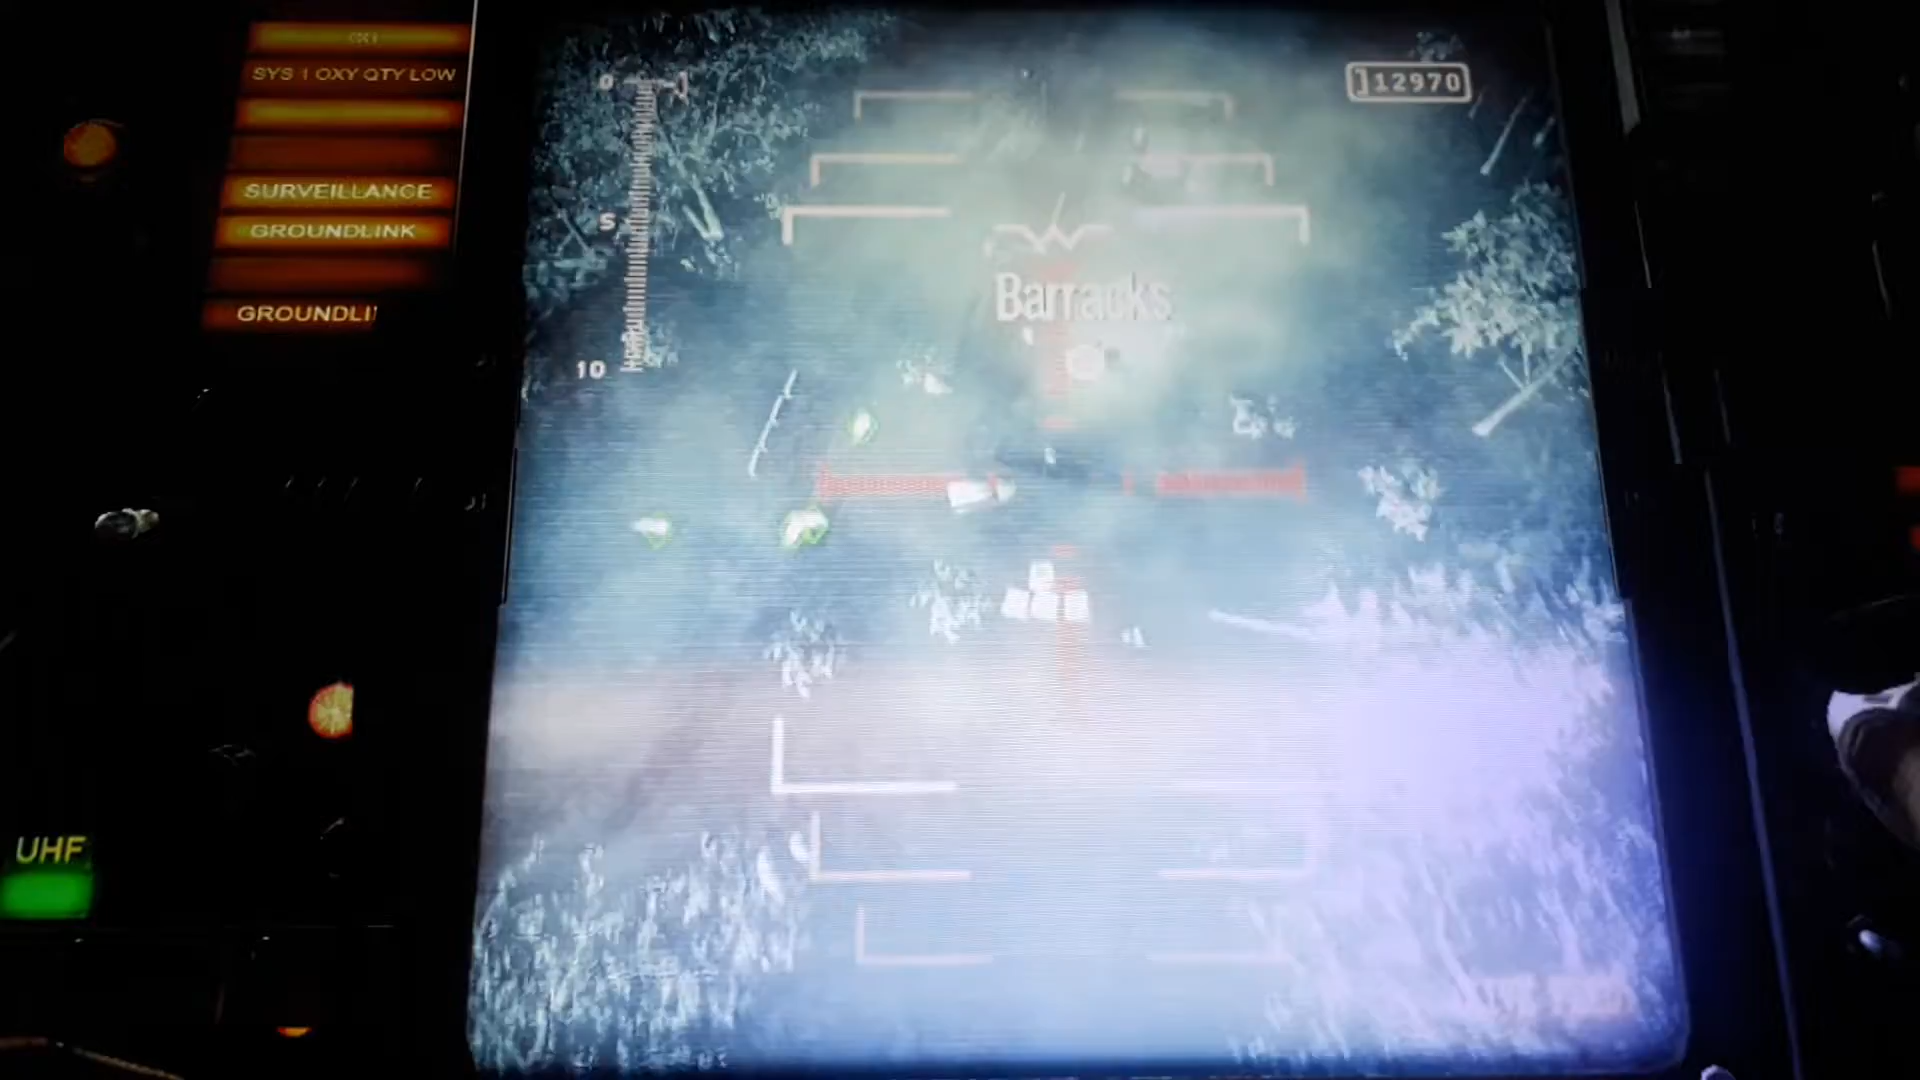 SYS 1 OXY QTY LOW
SURVEILLANCE
GROUNDLINK
GROUNDLI
UHF
0
5
10
12970
Barracks